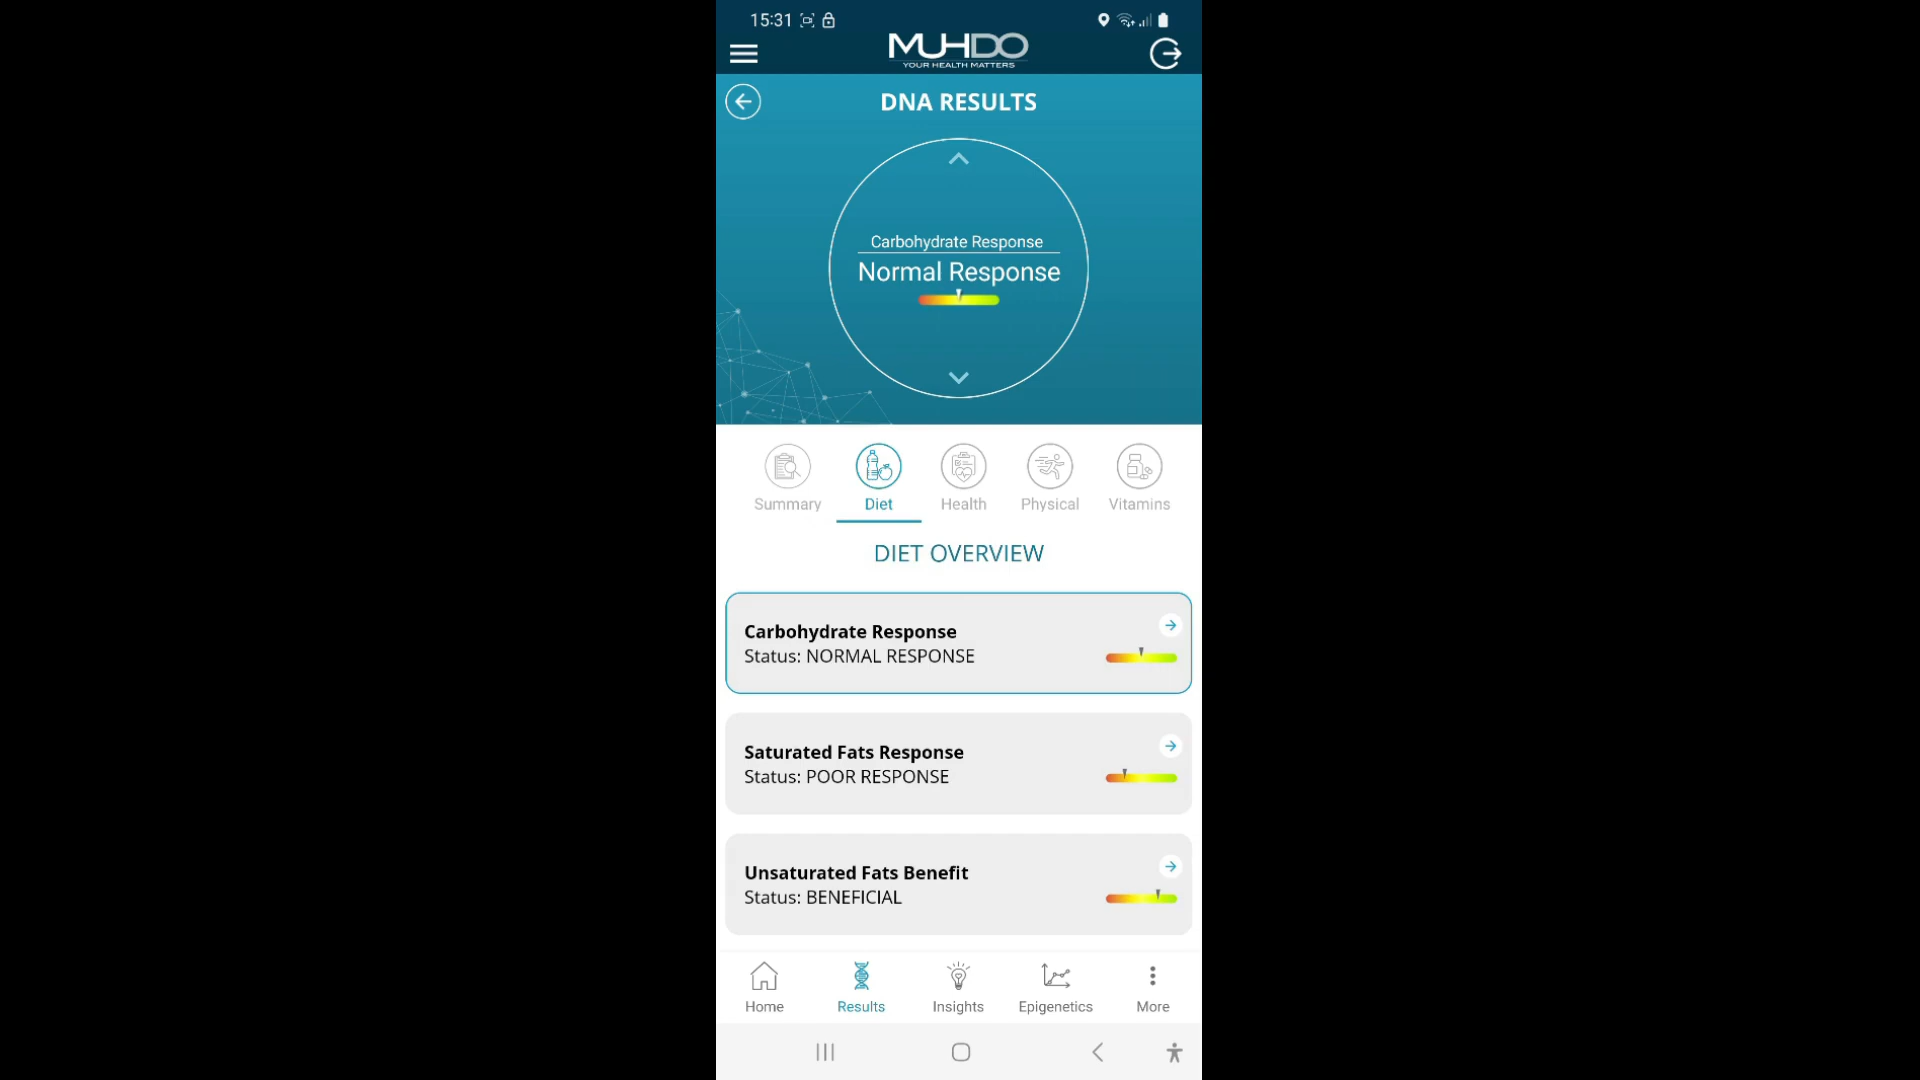 15:31
MUHDO
YOUR HEALTH MATTERS
DNA RESULTS
Carbohydrate Response
Normal Response
Summary
Diet
Health
Physical
Vitamins
DIET OVERVIEW
Carbohydrate Response
Status: NORMAL RESPONSE
Saturated Fats Response
Status: POOR RESPONSE
Unsaturated Fats Benefit
Status: BENEFICIAL
Home
Results
Insights
Epigenetics
More